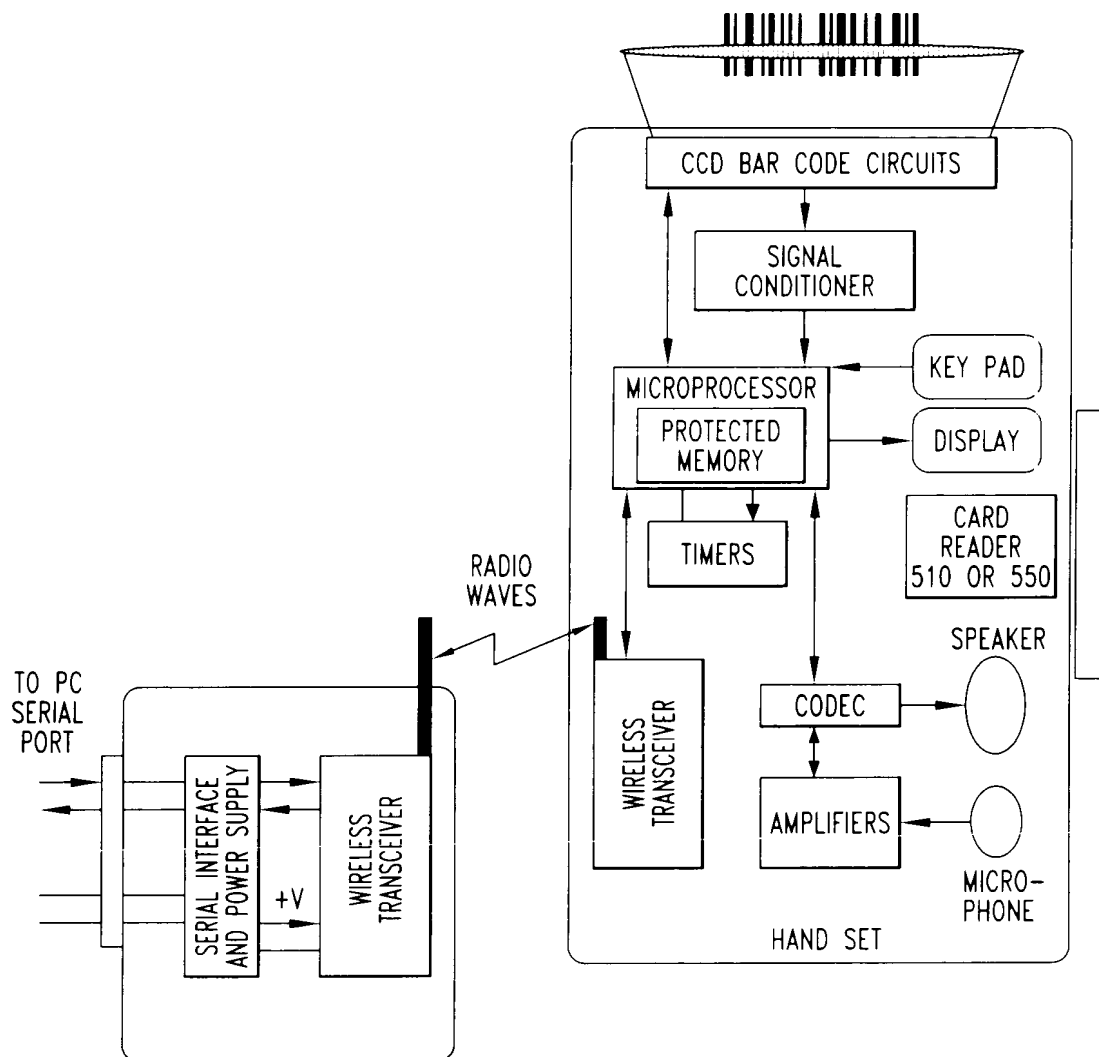 CCD BAR CODE CIRCUITS
SIGNAL
CONDITIONER
KEY PAD
MICROPROCESSOR
PROTECTED
MEMORY
DISPLAY
CARD
READER
510 OR 550
TIMERS
RADIO
WAVES
SPEAKER
TO PC
SERIAL
PORT
CODEC
WIRELESS
TRANSCEIVER
AMPLIFIERS
SERIAL INTERFACE
AND POWER SUPPLY
+V
WIRELESS
TRANSCEIVER
MICRO-
PHONE
HAND SET